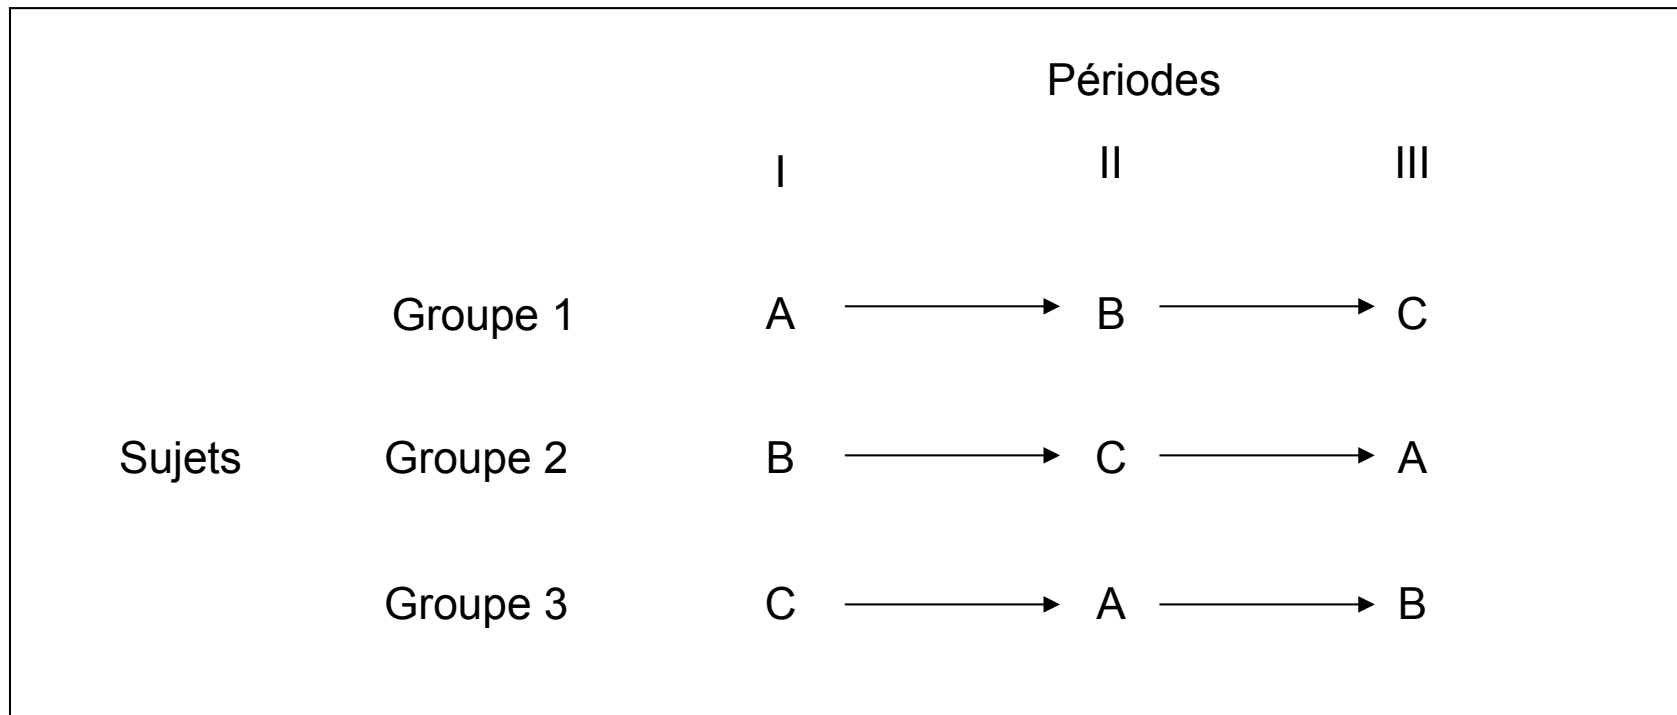 Périodes
I II III
Groupe 1 A B C
Sujets Groupe 2 B C A
Groupe 3 C A B